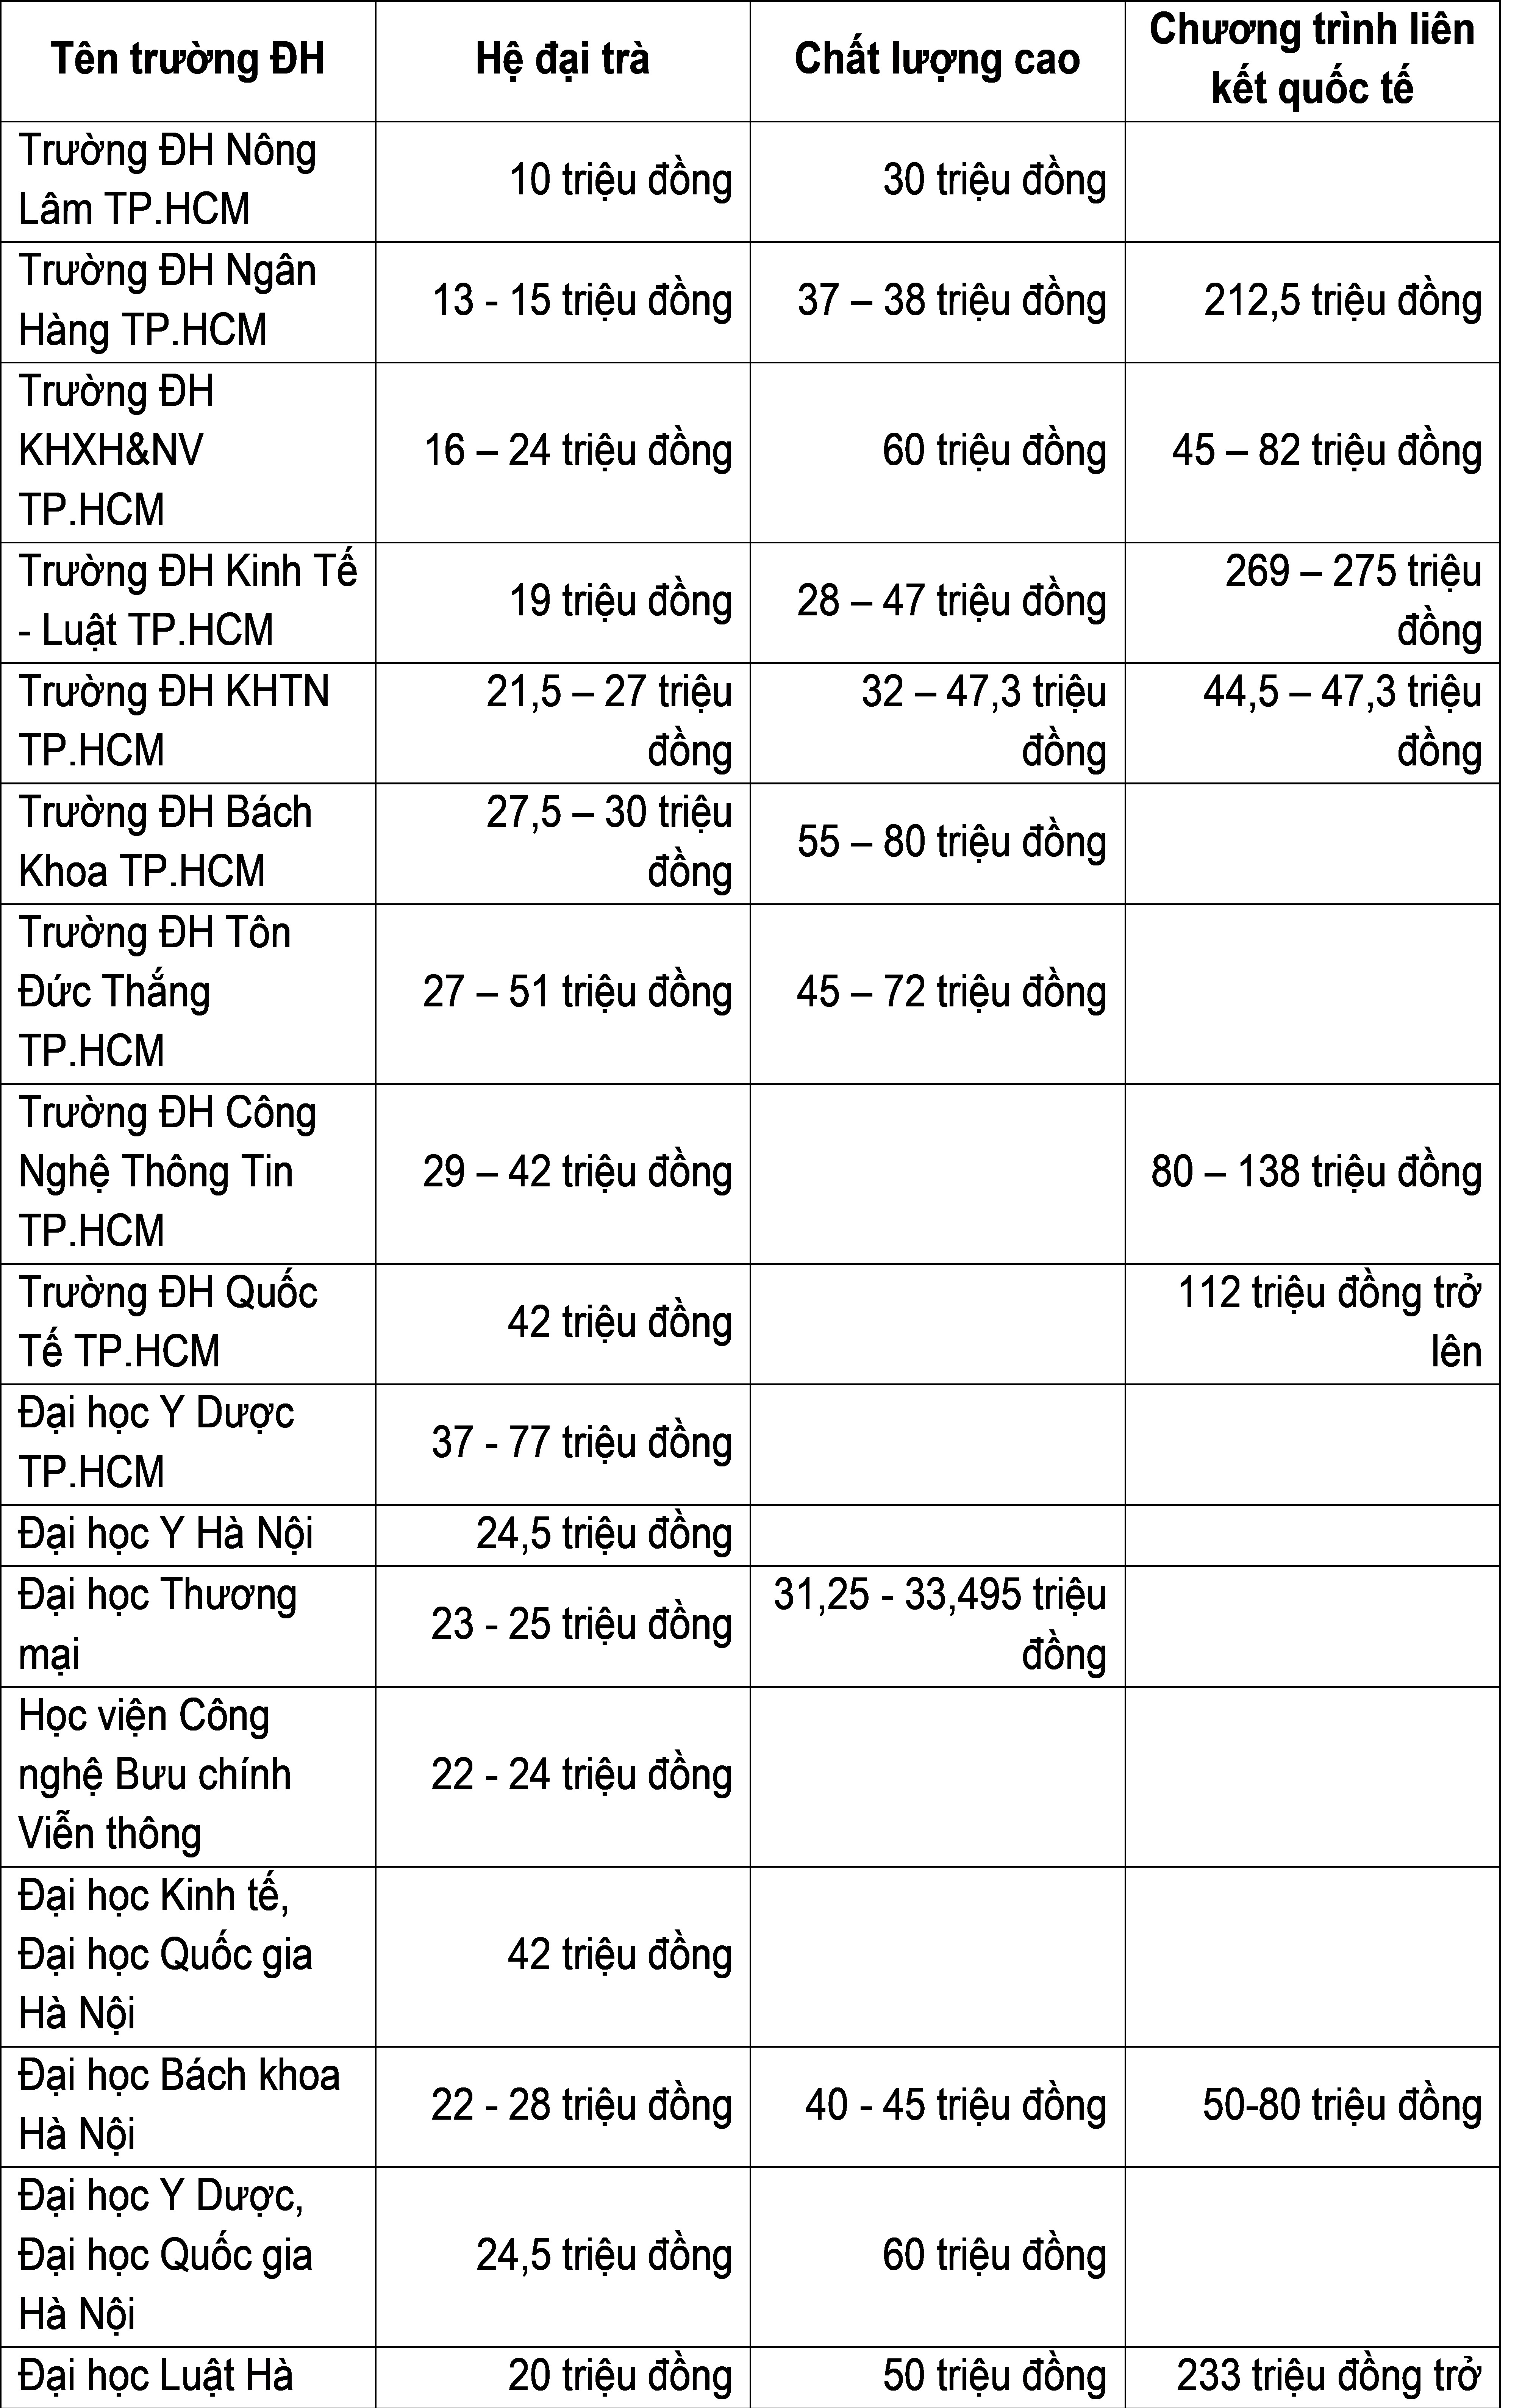 Tên trường ĐH
Hệ đại trà
Chất lượng cao
Chương trình liên
kết quốc tế
Trường ĐH Nông
Lâm TP.HCM
10 triệu đồng
30 triệu đồng
Trường ĐH Ngân
Hàng TP.HCM
13 - 15 triệu đồng
37 – 38 triệu đồng
212,5 triệu đồng
Trường ĐH
KHXH&NV
TP.HCM
16 – 24 triệu đồng
60 triệu đồng
45 – 82 triệu đồng
Trường ĐH Kinh Tế
- Luật TP.HCM
19 triệu đồng
28 – 47 triệu đồng
269 – 275 triệu
đồng
Trường ĐH KHTN
TP.HCM
21,5 – 27 triệu
đồng
32 – 47,3 triệu
đồng
44,5 – 47,3 triệu
đồng
Trường ĐH Bách
Khoa TP.HCM
27,5 – 30 triệu
đồng
55 – 80 triệu đồng
Trường ĐH Tôn
Đức Thắng
TP.HCM
27 – 51 triệu đồng
45 – 72 triệu đồng
Trường ĐH Công
Nghệ Thông Tin
TP.HCM
29 – 42 triệu đồng
80 – 138 triệu đồng
Trường ĐH Quốc
Tế TP.HCM
42 triệu đồng
112 triệu đồng trở
lên
Đại học Y Dược
TP.HCM
37 - 77 triệu đồng
Đại học Y Hà Nội
24,5 triệu đồng
Đại học Thương
mại
23 - 25 triệu đồng
31,25 - 33,495 triệu
đồng
Học viện Công
nghệ Bưu chính
Viễn thông
22 - 24 triệu đồng
Đại học Kinh tế,
Đại học Quốc gia
Hà Nội
42 triệu đồng
Đại học Bách khoa
Hà Nội
22 - 28 triệu đồng
40 - 45 triệu đồng
50-80 triệu đồng
Đại học Y Dược,
Đại học Quốc gia
Hà Nội
24,5 triệu đồng
60 triệu đồng
Đại học Luật Hà
20 triệu đồng
50 triệu đồng
233 triệu đồng trở